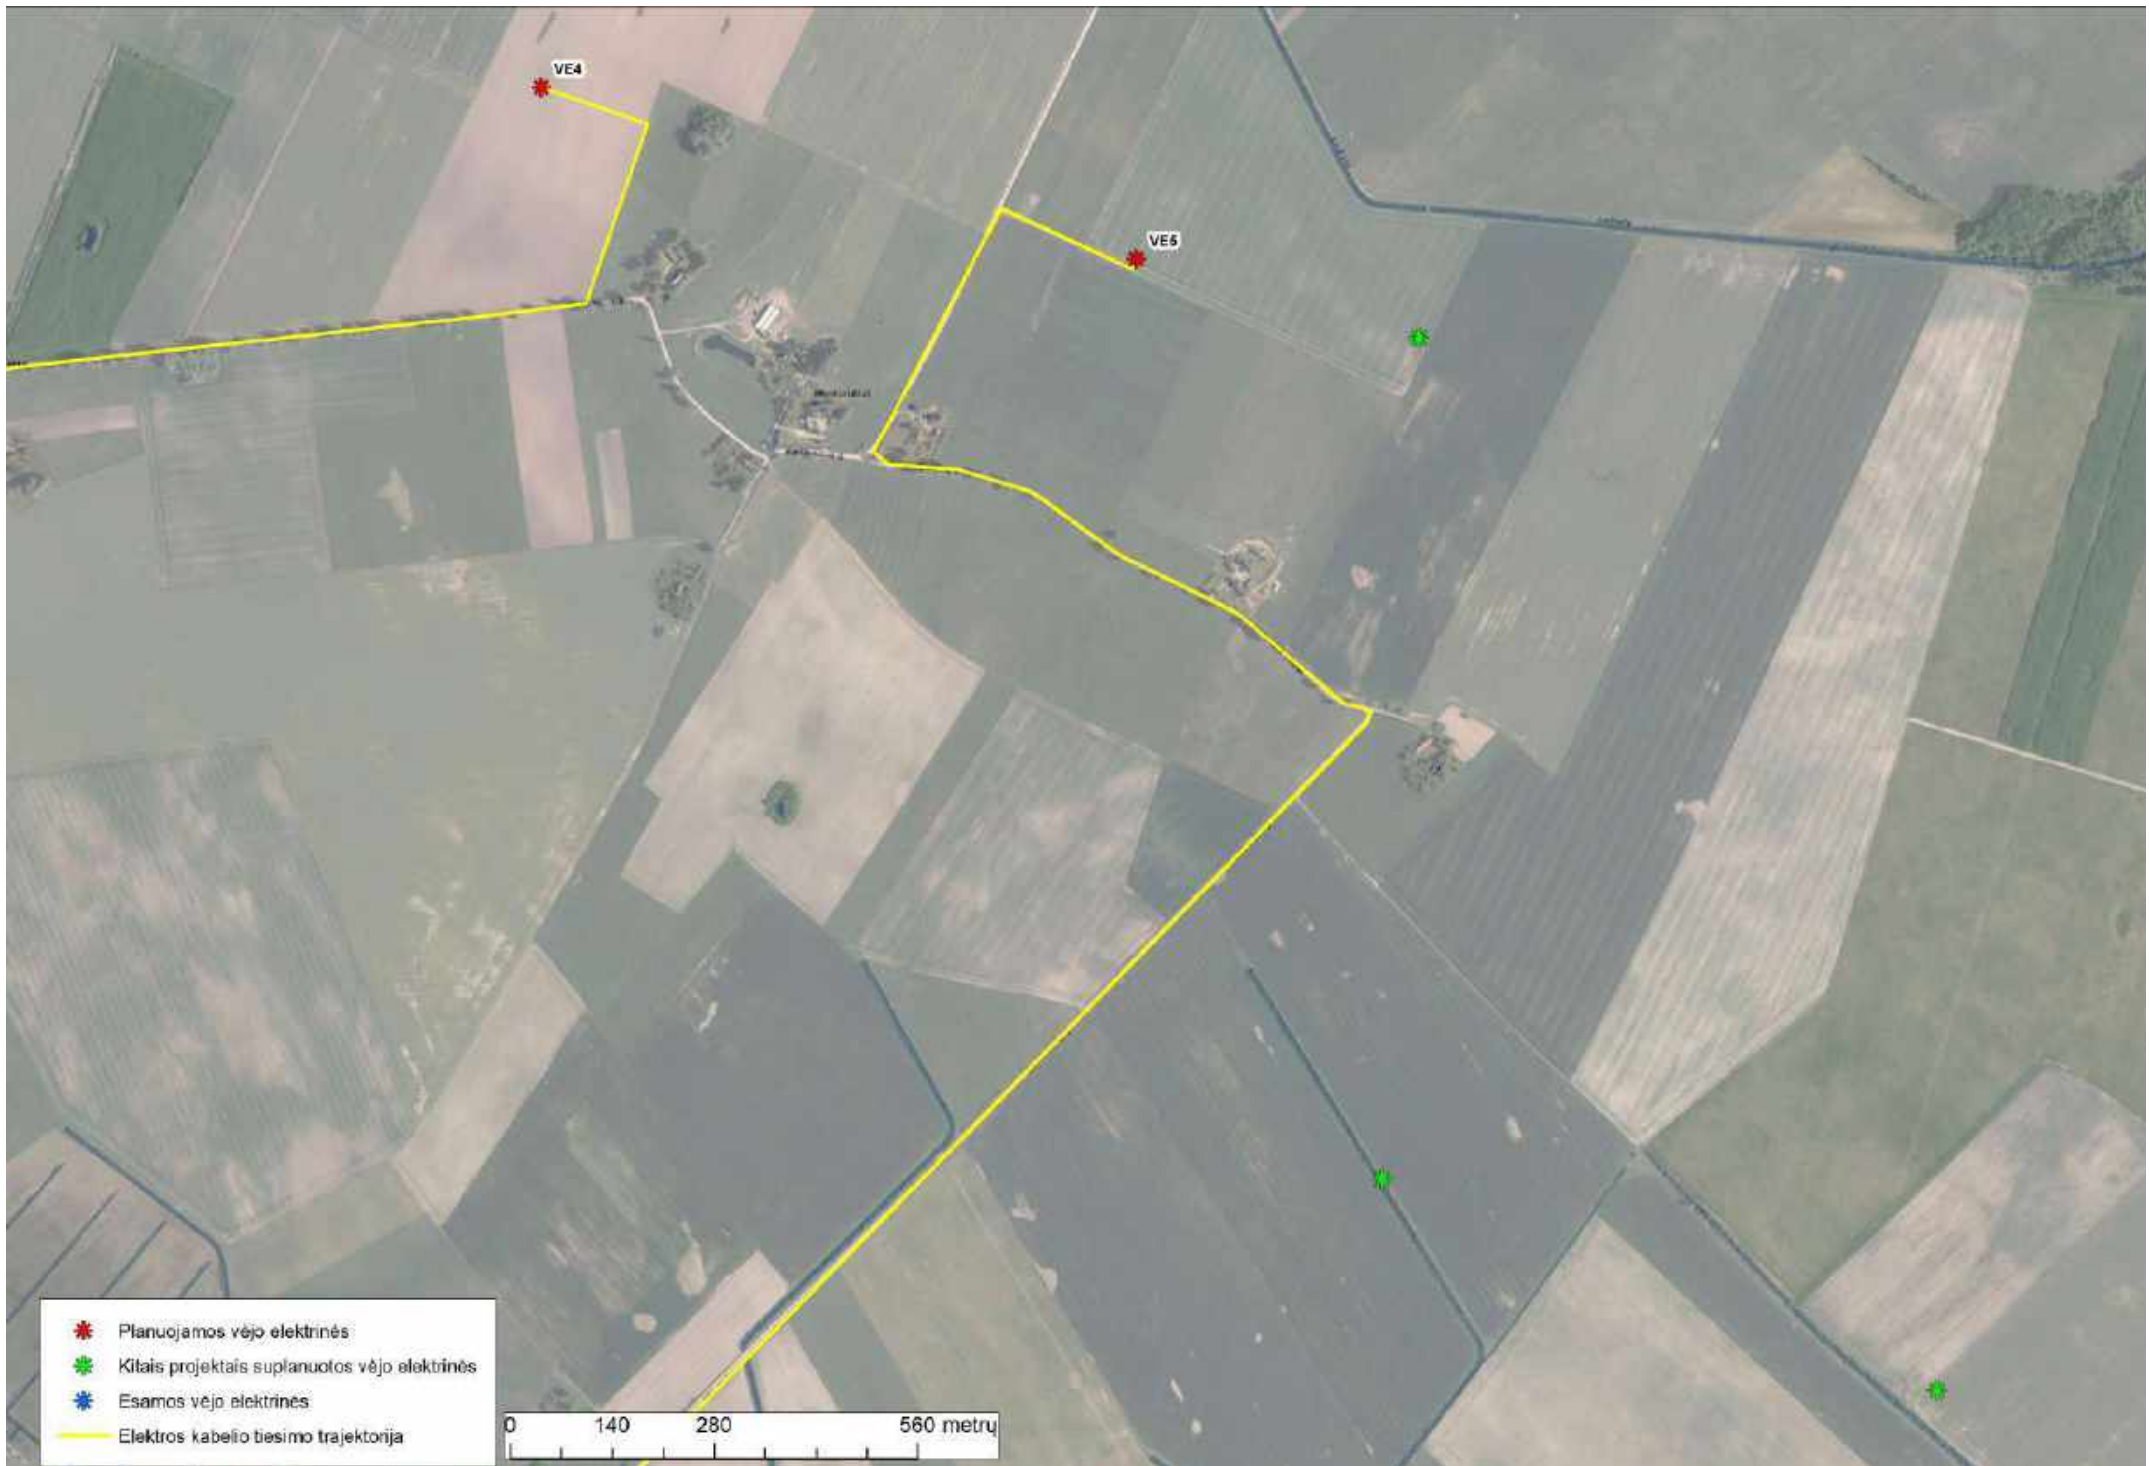 VE4
VE5
Planuojamos vėjo elektrinės
Kitais projektais suplanuotos vėjo elektrinės
Esamos vėjo elektrinės
Elektros kabelio tiesimo trajektorija
0 140 280 560 metrų